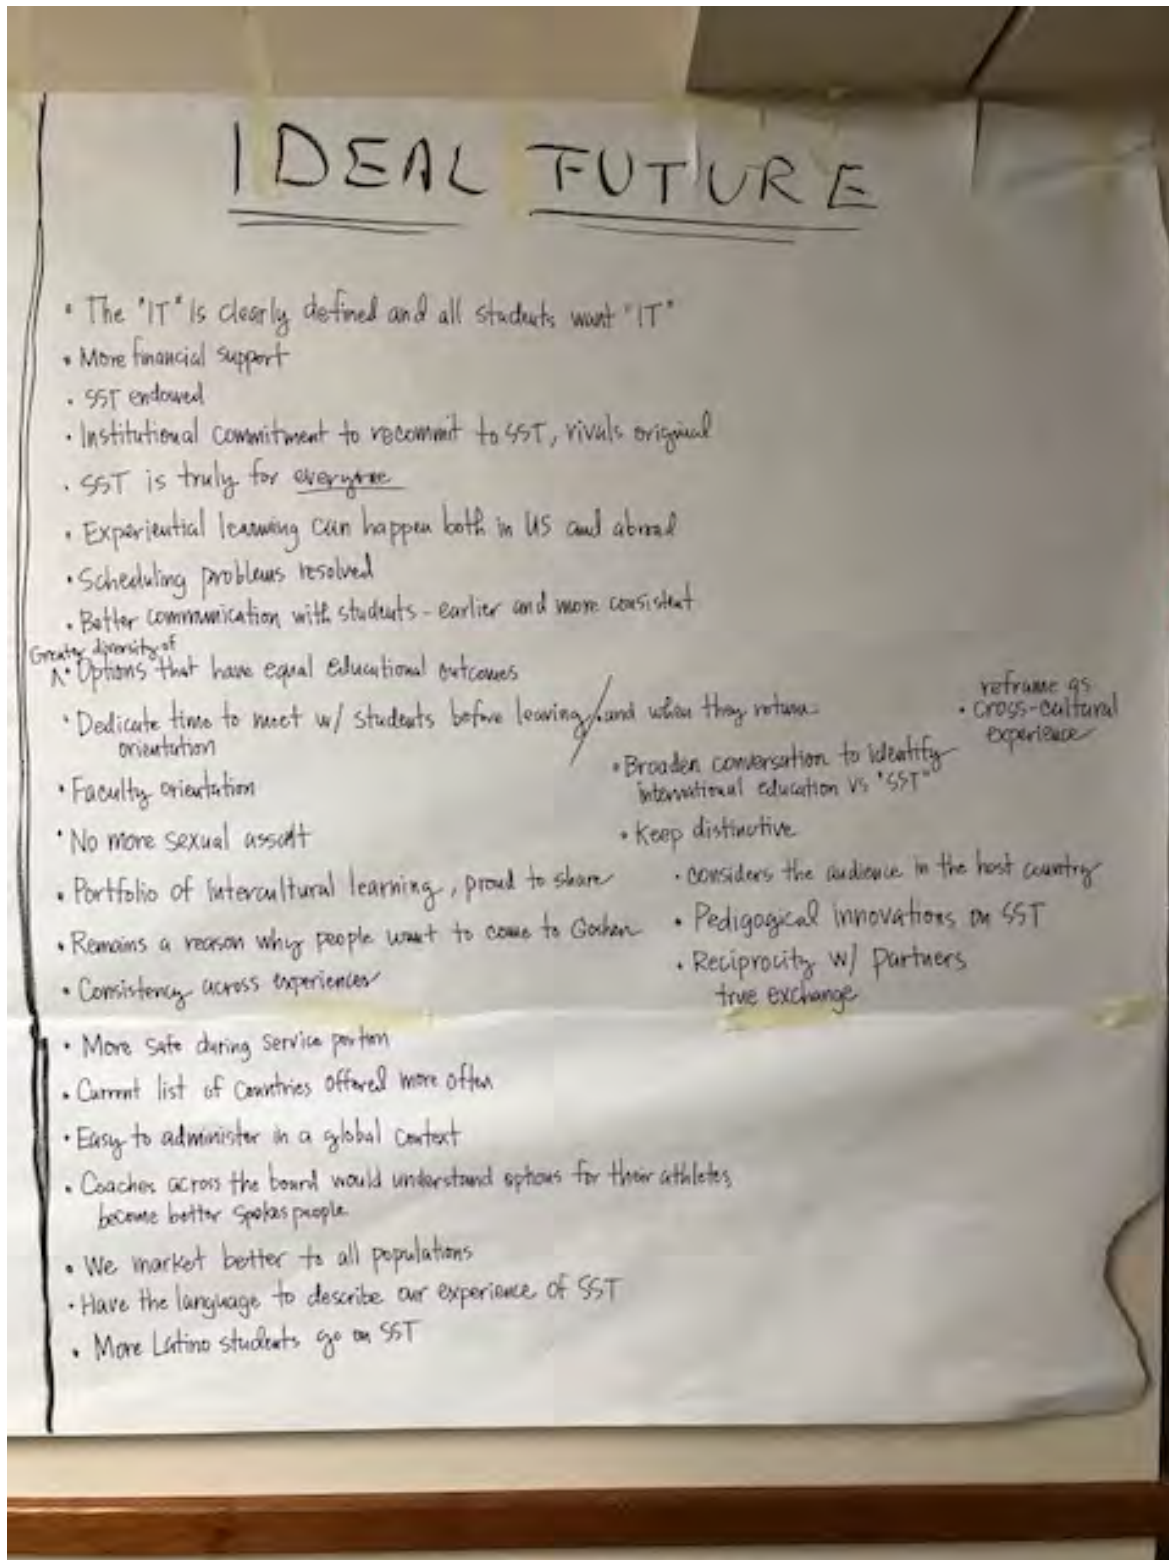 IDEAL FUTURE
• The "IT" is clearly defined and all students want "IT"
• More financial support
• SST endowed
• Institutional commitment to recommit to SST, rivals original
• SST is truly for everyone
• Experiential learning can happen both in US and abroad
• Scheduling problems resolved
• Better communication with students - earlier and more consistent
Greater diversity of
^ • Options that have equal educational outcomes
• Dedicate time to meet w/ students before leaving / and when they return
orientation
• Faculty orientation
• No more sexual assault
• Portfolio of intercultural learning, proud to share
• Remains a reason why people want to come to Goshen
• Consistency across experiences
reframe as
• cross-cultural
experience
• Broaden conversation to identify
international education vs "SST"
• Keep distinctive
• considers the audience in the host country
• Pedigogical innovations on SST
• Reciprocity w/ partners
true exchange
• More safe during service portion
• Current list of countries offered more often
• Easy to administer in a global context
• Coaches across the board would understand options for their athletes,
become better spokespeople
• We market better to all populations
• Have the language to describe our experience of SST
• More Latino students go on SST